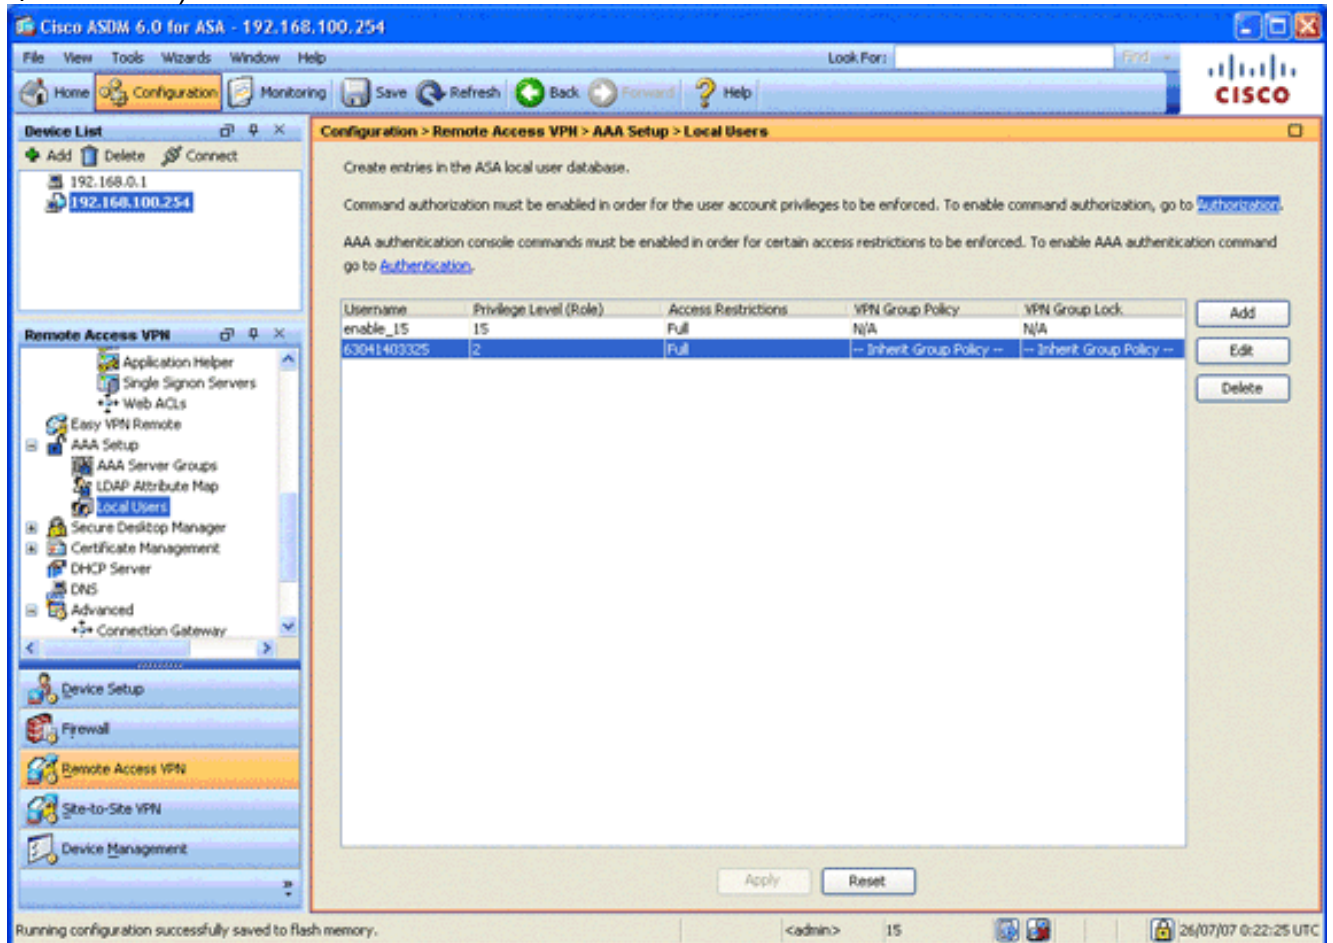 Cisco ASDM 6.0 for ASA - 192.168.100.254
File View Tools Wizards Window Help Look For: Find
Home Configuration Monitoring Save Refresh Back Forward Help
CISCO
Device List
Add Delete Connect
192.168.0.1
192.168.100.254
Remote Access VPN
Application Helper
Single Signon Servers
Web ACLs
Easy VPN Remote
AAA Setup
AAA Server Groups
LDAP Attribute Map
Local Users
Secure Desktop Manager
Certificate Management
DHCP Server
DNS
Advanced
Connection Gateway
Device Setup
Firewall
Remote Access VPN
Site-to-Site VPN
Device Management
Configuration > Remote Access VPN > AAA Setup > Local Users
Create entries in the ASA local user database.
Command authorization must be enabled in order for the user account privileges to be enforced. To enable command authorization, go to Authorization.
AAA authentication console commands must be enabled in order for certain access restrictions to be enforced. To enable AAA authentication command
go to Authentication.
Username Privilege Level (Role) Access Restrictions VPN Group Policy VPN Group Lock
enable_15 15 Full N/A N/A
63041403325 2 Full -- Inherit Group Policy -- -- Inherit Group Policy --
Add
Edit
Delete
Apply Reset
Running configuration successfully saved to flash memory. <admin> 15 26/07/07 0:22:25 UTC